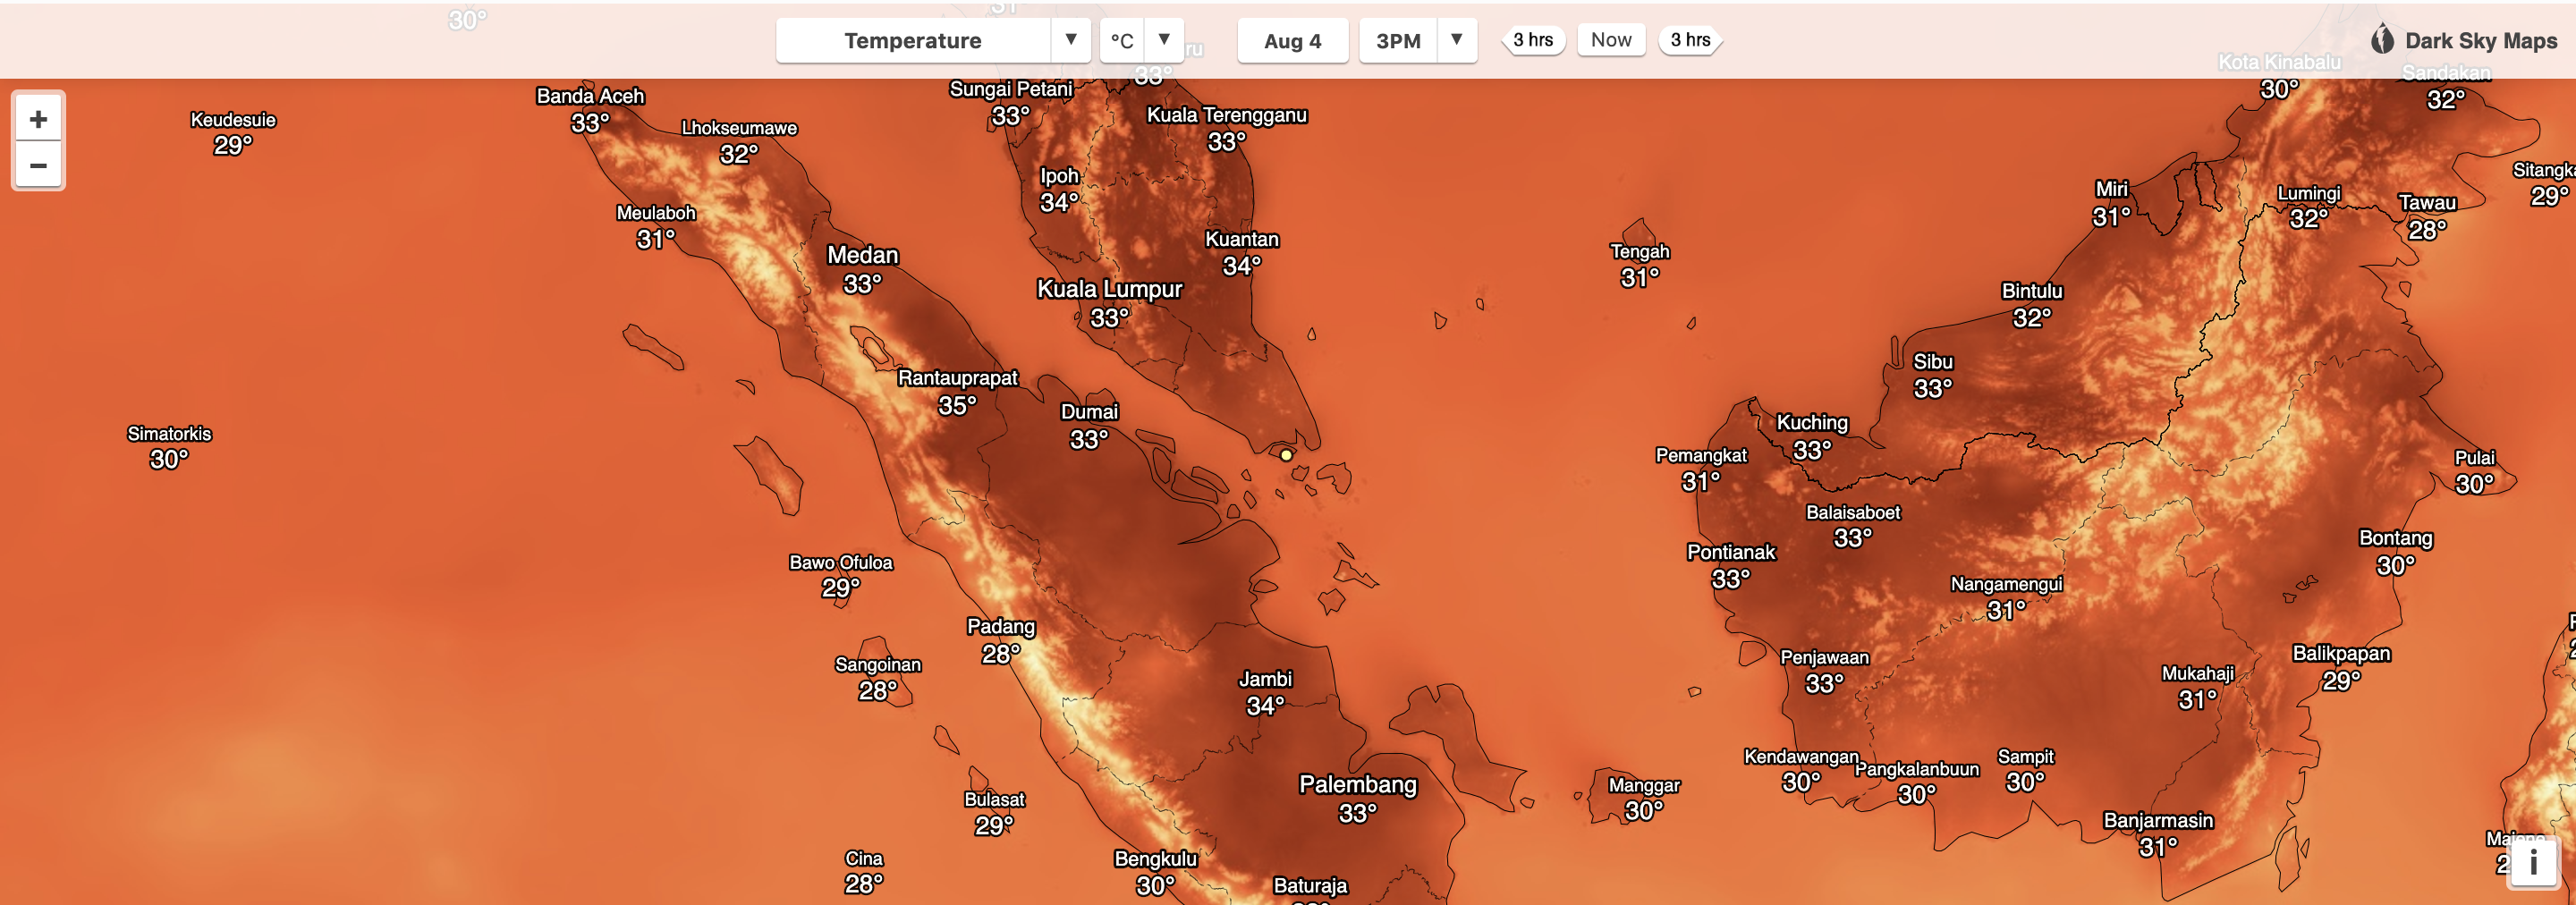 31°
30°
Temperature ▼ °C ▼ Aug 4 3PM ▼ 3 hrs Now 3 hrs
Dark Sky Maps
ru
33°
Kota Kinabalu
30°
Sandakan
32°
+
−
Keudesuie
29°
Banda Aceh
33°
Lhokseumawe
32°
Sungai Petani
33°
Kuala Terengganu
33°
Ipoh
34°
Meulaboh
31°
Medan
33°
Kuantan
34°
Kuala Lumpur
33°
Tengah
31°
Miri
31°
Lumingi
32°
Tawau
28°
Sitangka
29°
Bintulu
32°
Sibu
33°
Rantauprapat
35°
Dumai
33°
Simatorkis
30°
Kuching
33°
Pemangkat
31°
Pulai
30°
Balaisaboet
33°
Bontang
30°
Pontianak
33°
Bawo Ofuloa
29°
Nangamengui
31°
Padang
28°
Sangoinan
28°
Jambi
34°
Penjawaan
33°
Mukahaji
31°
Balikpapan
29°
Palembang
33°
Manggar
30°
Kendawangan
30°
Pangkalanbuun
30°
Sampit
30°
Bulasat
29°
Banjarmasin
31°
Cina
28°
Bengkulu
30°
Baturaja
i